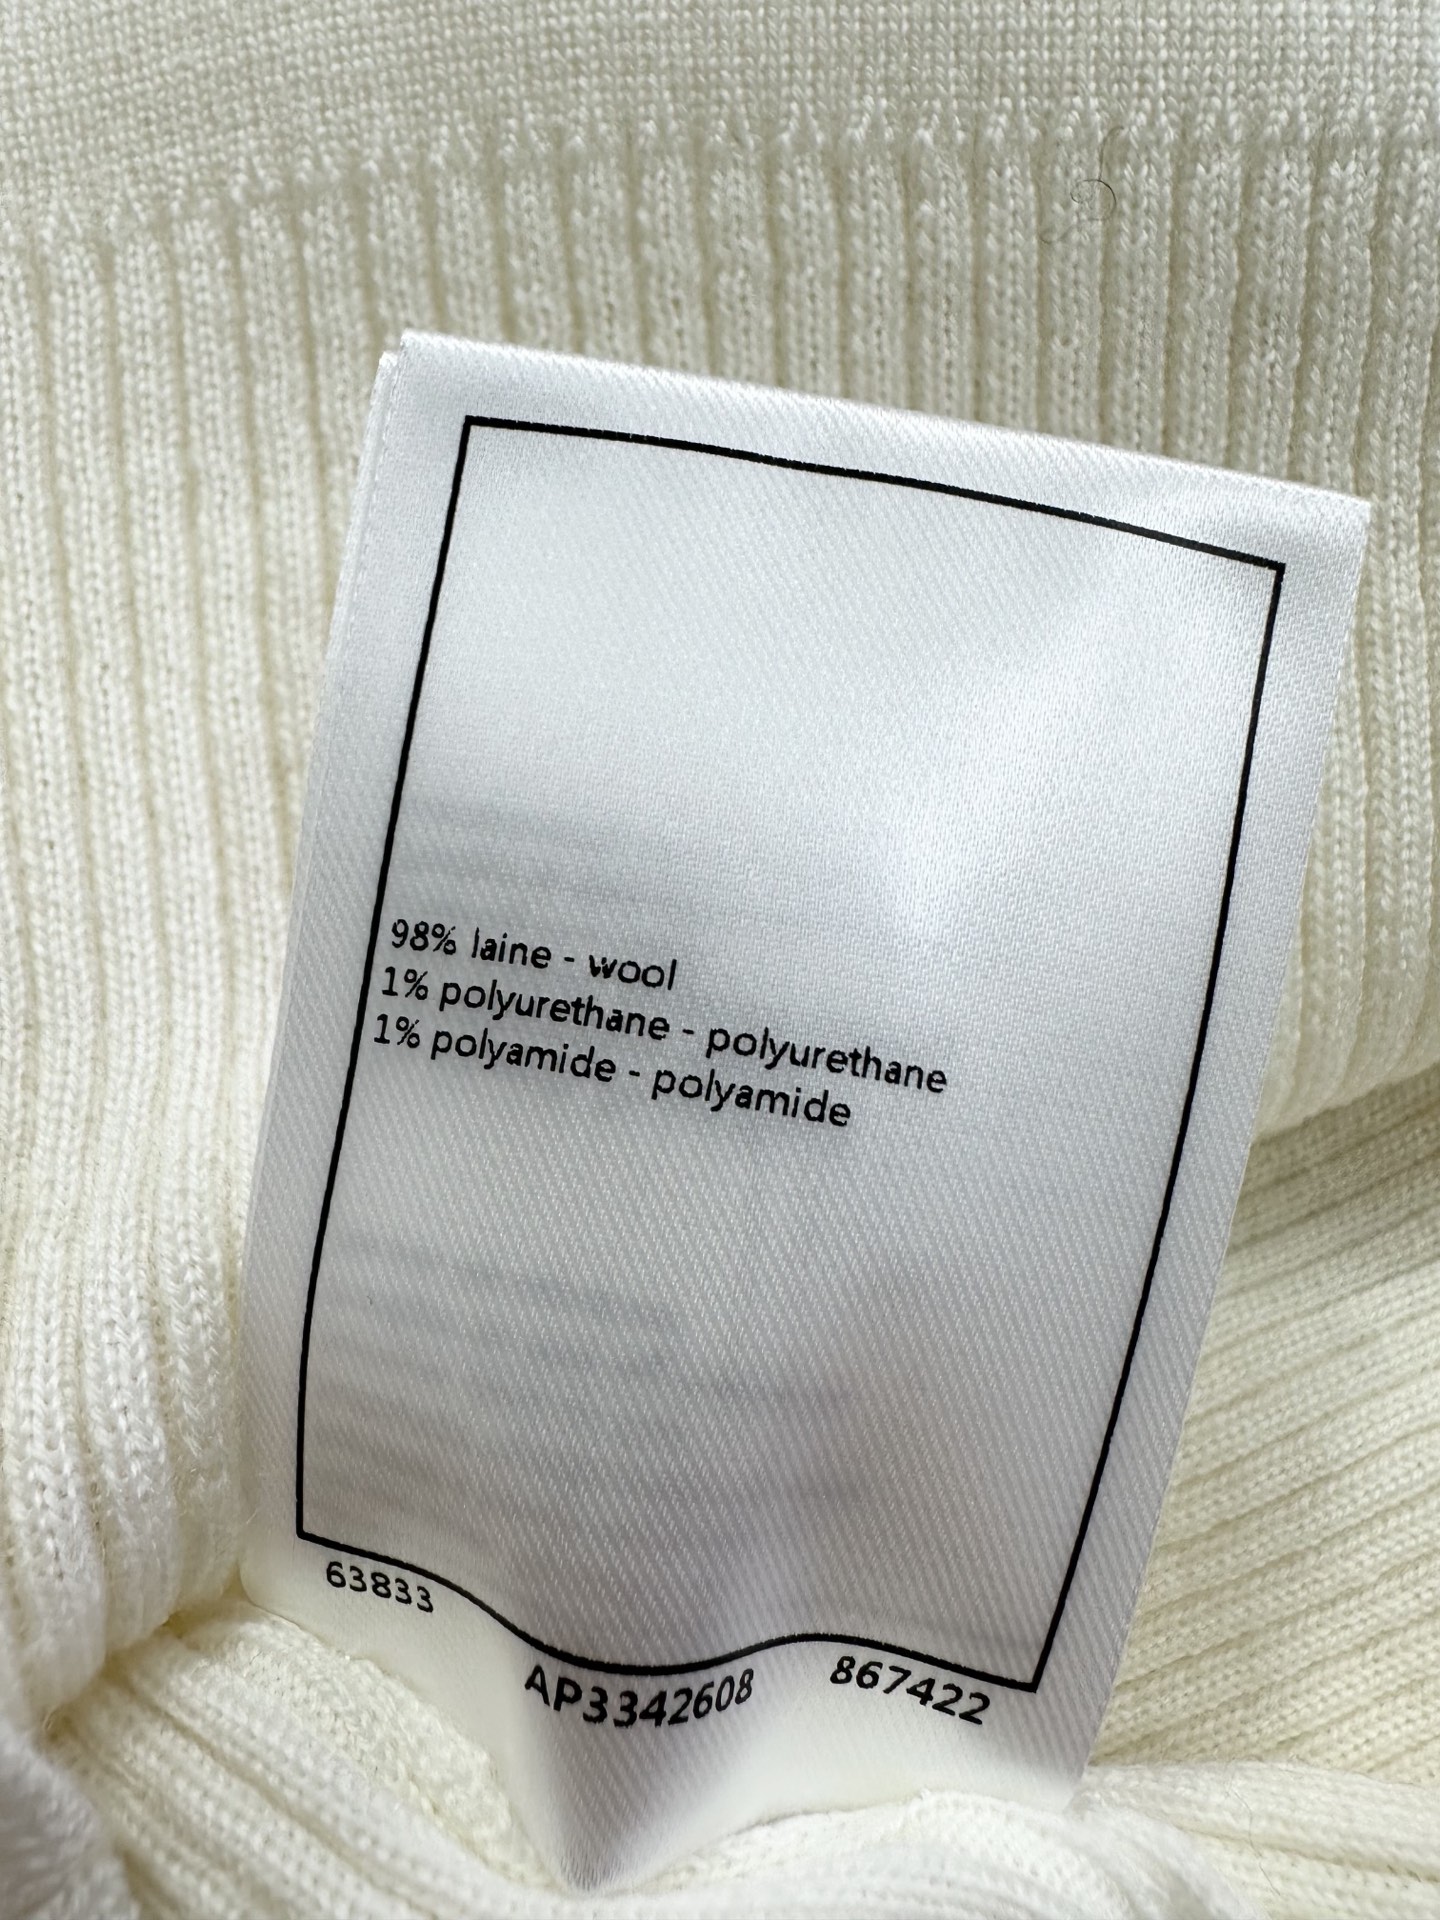 98% laine - wool
1% polyurethane - polyurethane
1% polyamide - polyamide
63833 AP3342608 867422